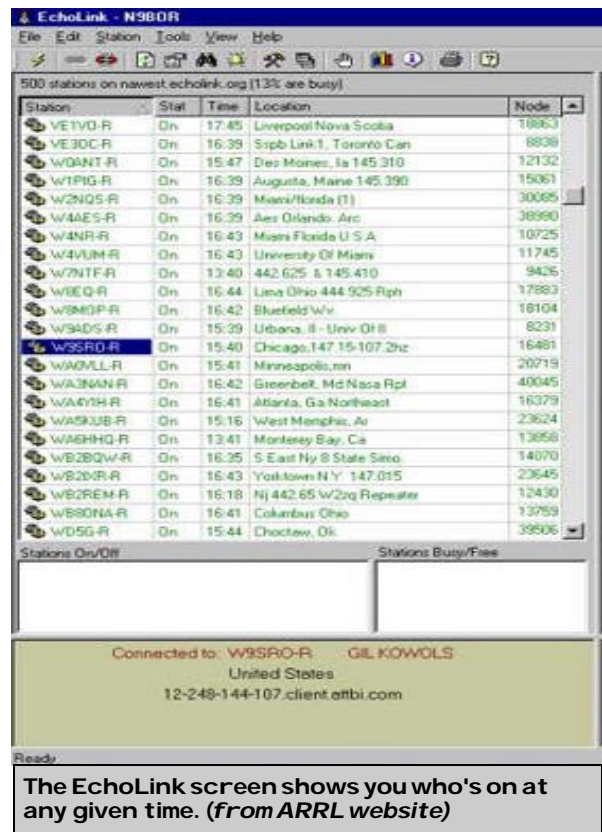 EchoLink - N9BOR
File Edit Station Tools View Help
500 stations on nawest.echolink.org (13% are busy)
Station Stat Time Location Node
VE1VO-R On 17:45 Liverpool Nova Scotia 18863
VE3OC-R On 16:39 Link1, Toronto Can 8838
W0ANT-R On 15:47 Des Moines, Ia 145.310 12132
W1PIG-R On 16:39 Augusta, Maine 145.390 15061
W2NQS-R On 16:39 Miami/florida (1) 30085
W4AES-R On 16:39 Aes Orlando Arc 38990
W4NR-R On 16:43 Miami Florida U S A 10725
W4VUM-R On 16:43 University Of Miami 11745
W7NTF-R On 13:40 442.625 & 145.410 9426
W8EQ-R On 16:44 Lima Ohio 444.925 Rptr 17883
W8MOP-R On 16:42 Bluefield Wv. 18104
W9ADS-R On 15:39 Urbana, Il - Univ Of Il 8231
W9SRO-R On 15:40 Chicago,147.15-107.2hz 16481
WA0VLL-R On 15:41 Minneapolis,mn 20719
WA3NAN-R On 16:42 Greenbelt, Md Nasa Rpt 40045
WA4YIH-R On 16:41 Atlanta, Ga Northeast 16379
WA5KUB-R On 15:16 West Memphis, Ar 23624
WA6HHQ-R On 13:41 Monterey Bay, Ca 13858
WB2BQW-R On 16:35 S East Ny 8 State 14070
WB2IXR-R On 16:43 Yorktown N Y 147.015 23645
WB2REM-R On 16:18 Nj 442.65 W2zq Repeater 12430
WB8ONA-R On 16:41 Columbus Ohio 13759
WD5G-R On 15:44 Choctaw, Ok 39506
Stations On/Off Stations Busy/Free
Connected to: W9SRO-R GIL KOWOLS
United States
12-248-144-107.client.attbi.com
Ready
The EchoLink screen shows you who's on at
any given time. (from ARRL website)